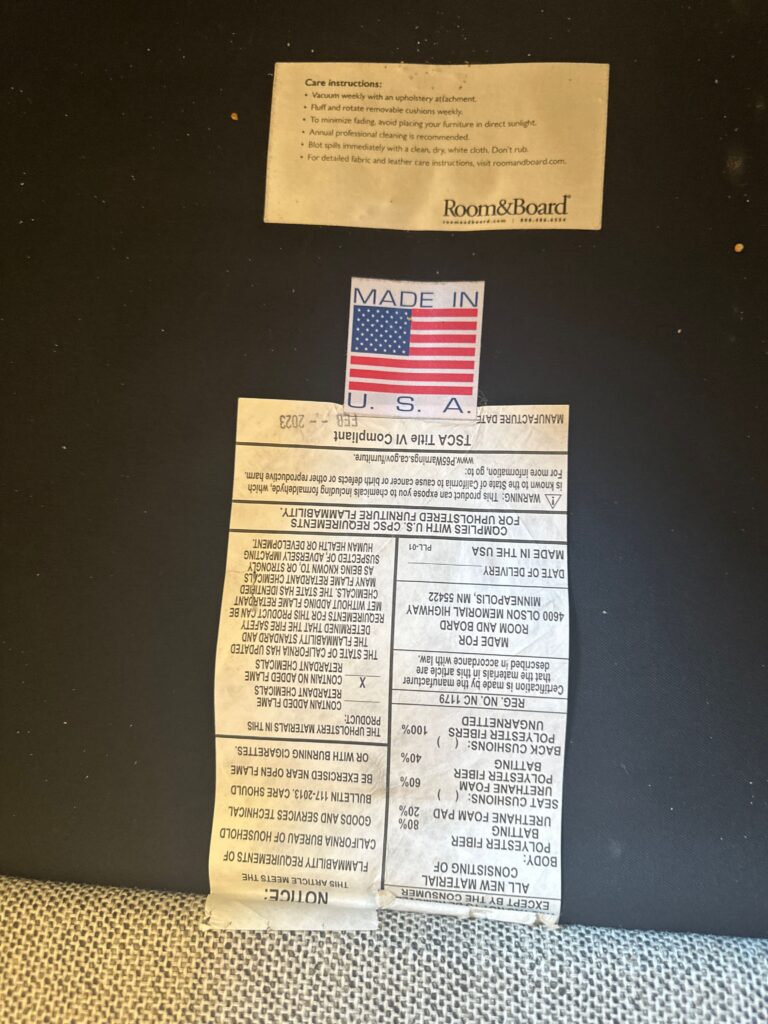 Care instructions:
• Vacuum weekly with an upholstery attachment.
• Fluff and rotate removable cushions weekly.
• To minimize fading, avoid placing your furniture in direct sunlight.
• Annual professional cleaning is recommended.
• Blot spills immediately with a clean, dry, white cloth. Don't rub.
• For detailed fabric and leather care instructions, visit roomandboard.com.
Room&Board®
roomandboard.com | 800.486.6554
MADE IN
U. S. A.
EXCEPT BY THE CONSUMER
ALL NEW MATERIAL
CONSISTING OF
BODY:
POLYESTER FIBER
BATTING 80%
URETHANE FOAM PAD 20%
SEAT CUSHIONS: ( )
URETHANE FOAM 60%
POLYESTER FIBER
BATTING 40%
BACK CUSHIONS: ( )
POLYESTER FIBERS 100%
UNGARNETTED
REG. NO. NC 1179
Certification is made by the manufacturer
that the materials in this article are
described in accordance with law.
MADE FOR
ROOM AND BOARD
4600 OLSON MEMORIAL HIGHWAY
MINNEAPOLIS, MN 55422
DATE OF DELIVERY
MADE IN THE USA PLL-01
NOTICE:
THIS ARTICLE MEETS THE
FLAMMABILITY REQUIREMENTS OF
CALIFORNIA BUREAU OF HOUSEHOLD
GOODS AND SERVICES TECHNICAL
BULLETIN 117-2013. CARE SHOULD
BE EXERCISED NEAR OPEN FLAME
OR WITH BURNING CIGARETTES.
THE UPHOLSTERY MATERIALS IN THIS
PRODUCT:
CONTAIN ADDED FLAME
RETARDANT CHEMICALS
X CONTAIN NO ADDED FLAME
RETARDANT CHEMICALS
THE STATE OF CALIFORNIA HAS UPDATED
THE FLAMMABILITY STANDARD AND
DETERMINED THAT THE FIRE SAFETY
REQUIREMENTS FOR THIS PRODUCT CAN BE
MET WITHOUT ADDING FLAME RETARDANT
CHEMICALS. THE STATE HAS IDENTIFIED
MANY FLAME RETARDANT CHEMICALS
AS BEING KNOWN TO, OR STRONGLY
SUSPECTED OF, ADVERSELY IMPACTING
HUMAN HEALTH OR DEVELOPMENT.
COMPLIES WITH U.S. CPSC REQUIREMENTS
FOR UPHOLSTERED FURNITURE FLAMMABILITY.
WARNING: This product can expose you to chemicals including formaldehyde, which
is known to the State of California to cause cancer or birth defects or other reproductive harm.
For more information, go to:
www.P65Warnings.ca.gov/furniture.
TSCA Title VI Compliant
MANUFACTURE DATE FEB - - 2023